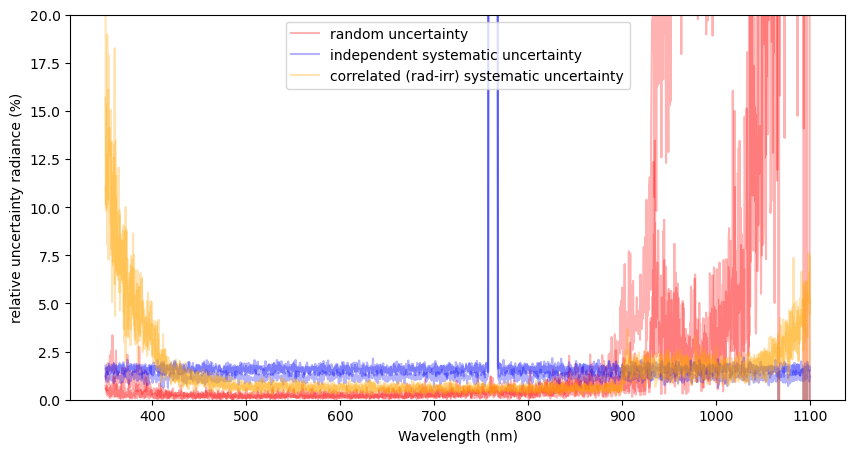 random uncertainty
independent systematic uncertainty
correlated (rad-irr) systematic uncertainty
relative uncertainty radiance (%)
20.0
17.5
15.0
12.5
10.0
7.5
5.0
2.5
0.0
400 500 600 700 800 900 1000 1100
Wavelength (nm)